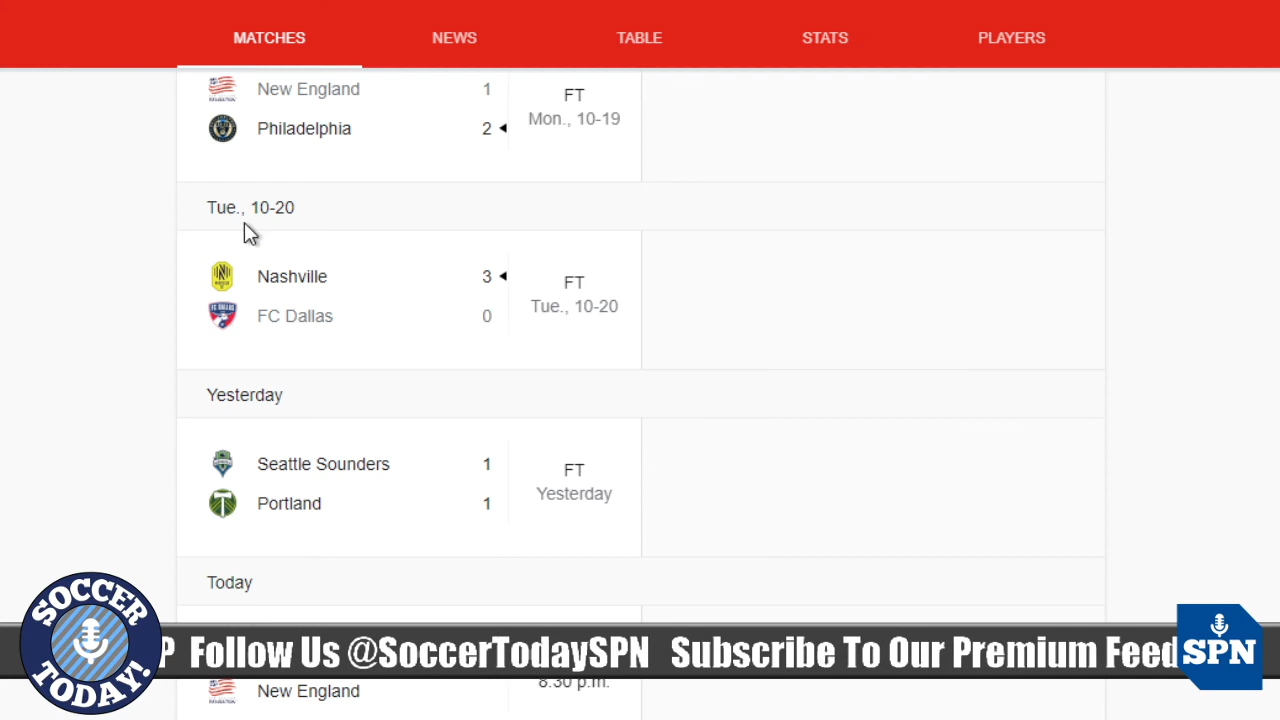 MATCHES NEWS TABLE STATS PLAYERS
New England 1
Philadelphia 2
FT
Mon., 10-19
Tue., 10-20
Nashville 3
FC Dallas 0
FT
Tue., 10-20
Yesterday
Seattle Sounders 1
Portland 1
FT
Yesterday
Today
SOCCER TODAY!
P Follow Us @SoccerTodaySPN Subscribe To Our Premium Feed
SPN
New England
8:30 p.m.